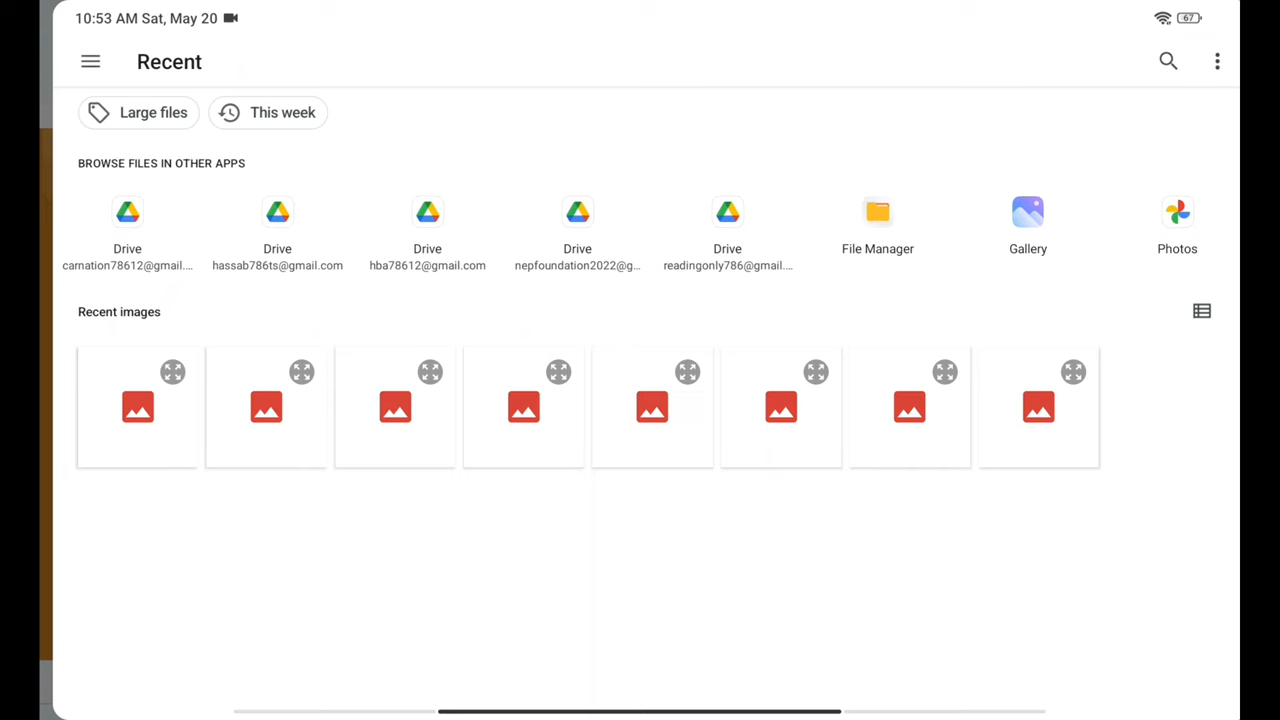 10:53 AM Sat, May 20
67
Recent
Large files
This week
BROWSE FILES IN OTHER APPS
Drive
carnation78612@gmail....
Drive
hassab786ts@gmail.com
Drive
hba78612@gmail.com
Drive
nepfoundation2022@g...
Drive
readingonly786@gmail....
File Manager
Gallery
Photos
Recent images